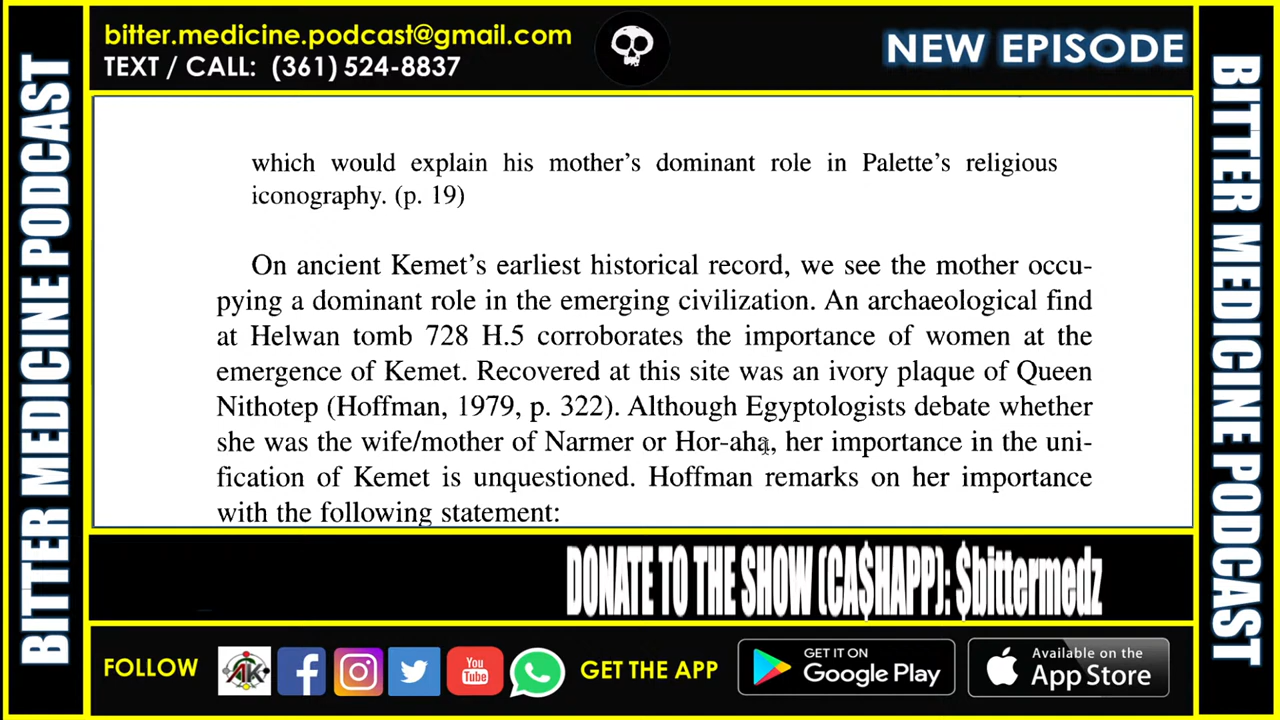 bitter.medicine.podcast@gmail.com
TEXT / CALL: (361) 524-8837
NEW EPISODE
BITTER MEDICINE PODCAST
which would explain his mother's dominant role in Palette's religious
iconography. (p. 19)
On ancient Kemet's earliest historical record, we see the mother occu-
pying a dominant role in the emerging civilization. An archaeological find
at Helwan tomb 728 H.5 corroborates the importance of women at the
emergence of Kemet. Recovered at this site was an ivory plaque of Queen
Nithotep (Hoffman, 1979, p. 322). Although Egyptologists debate whether
she was the wife/mother of Narmer or Hor-aha, her importance in the uni-
fication of Kemet is unquestioned. Hoffman remarks on her importance
with the following statement:
BITTER MEDICINE PODCAST
DONATE TO THE SHOW (CA$HAPP): $bittermedz
FOLLOW
ATK
You
Tube
GET THE APP
GET IT ON
Google Play
Available on the
App Store